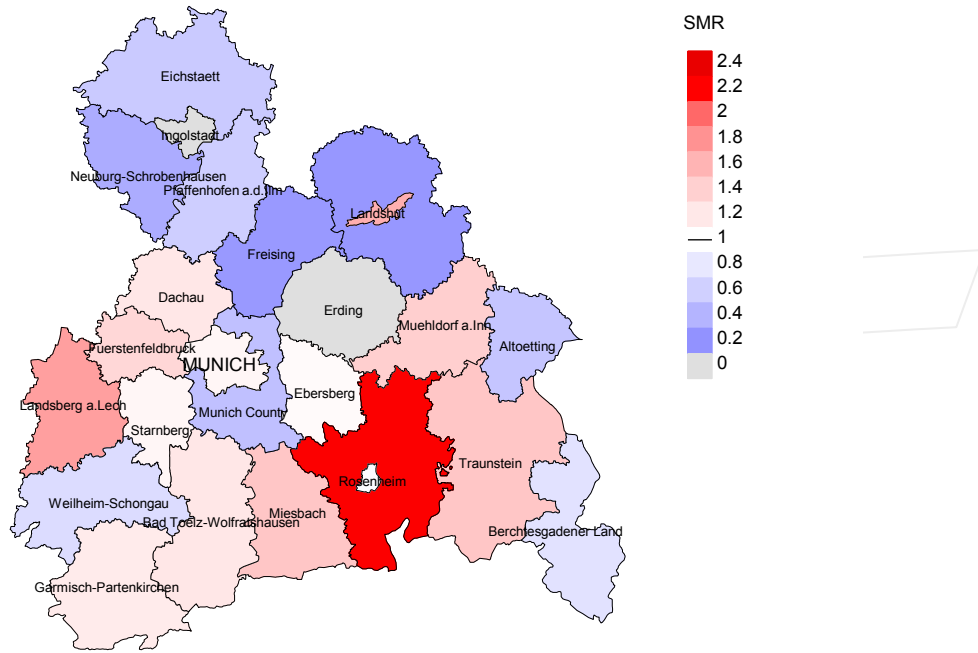 SMR
2.4
2.2
2
1.8
1.6
1.4
1.2
1
0.8
0.6
0.4
0.2
0
Eichstaett
Ingolstadt
Neuburg-Schrobenhausen
Pfaffenhofen a.d.Ilm
Landshut
Freising
Dachau
Erding
Muehldorf a.Inn
Altoetting
Fuerstenfeldbruck
MUNICH
Ebersberg
Landsberg a.Lech
Starnberg
Munich County
Traunstein
Rosenheim
Weilheim-Schongau
Miesbach
Bad Toelz-Wolfratshausen
Berchtesgadener Land
Garmisch-Partenkirchen